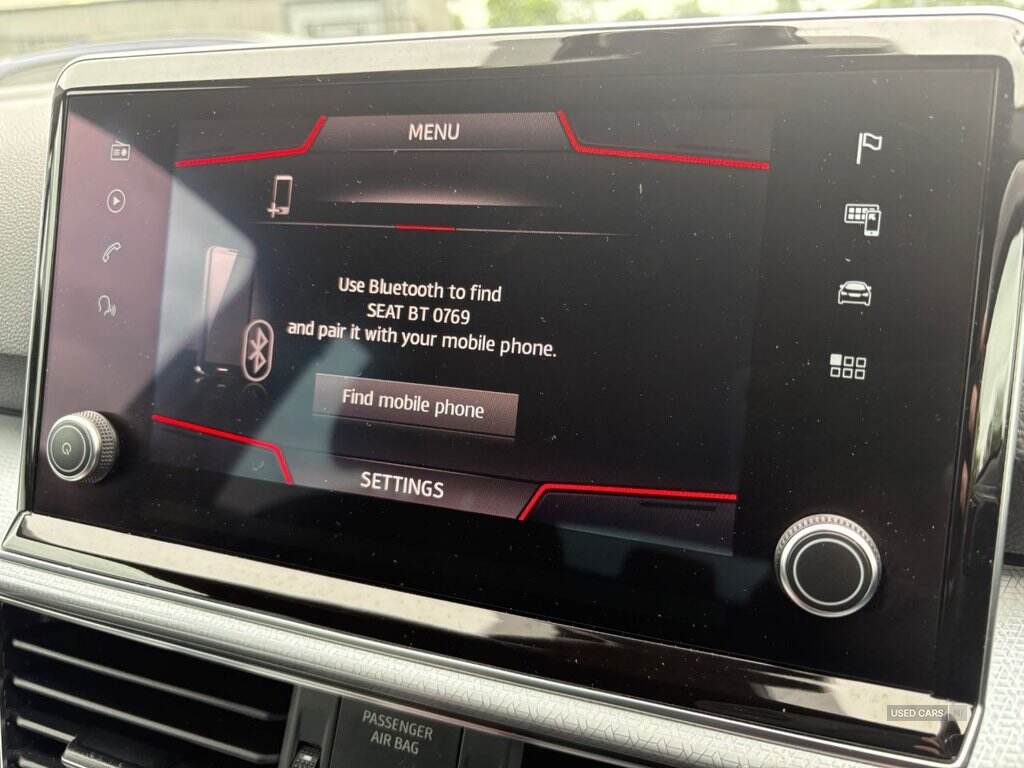 MENU
Use Bluetooth to find
SEAT BT 0769
and pair it with your mobile phone.
Find mobile phone
SETTINGS
PASSENGER
AIR BAG
USED CARS NI